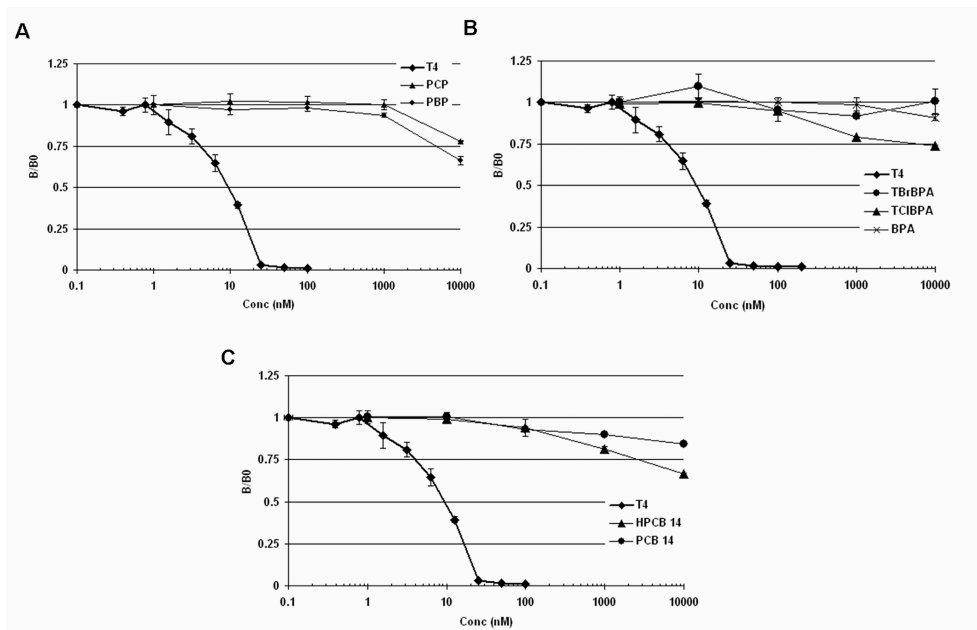 A
1.25
1
0.75
0.5
0.25
0
B/B0
0.1 1 10 100 1000 10000
Conc (nM)
T4
PCP
PBP
B
1.25
1
0.75
0.5
0.25
0
B/B0
0.1 1 10 100 1000 10000
Conc (nM)
T4
TBrBPA
TClBPA
BPA
C
1.25
1
0.75
0.5
0.25
0
B/B0
0.1 1 10 100 1000 10000
Conc (nM)
T4
HPCB 14
PCB 14